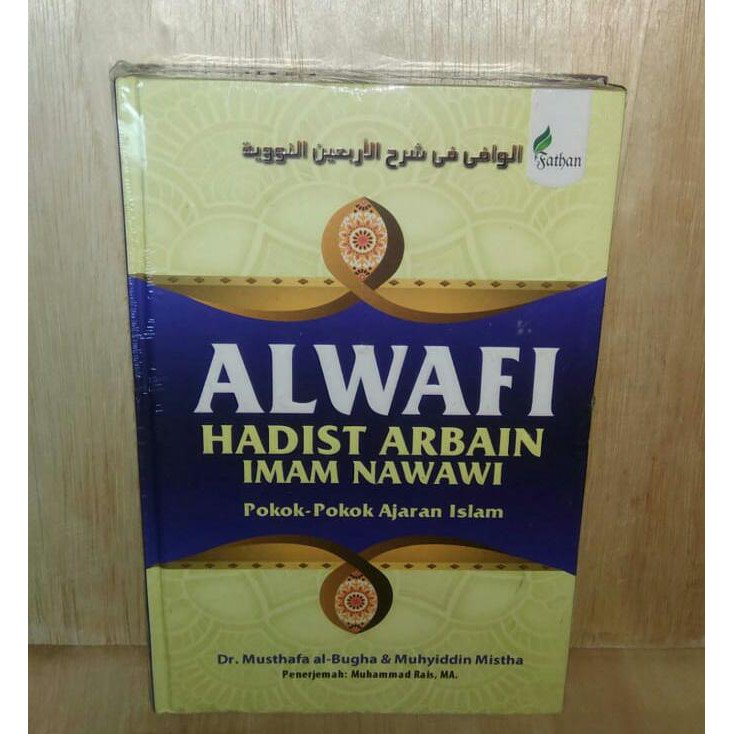 الوافي في شرح الأربعين النووية
Fathan
ALWAFI
HADIST ARBAIN
IMAM NAWAWI
Pokok-Pokok Ajaran Islam
Dr. Musthafa al-Bugha & Muhyiddin Mistha
Penerjemah: Muhammad Rais, MA.